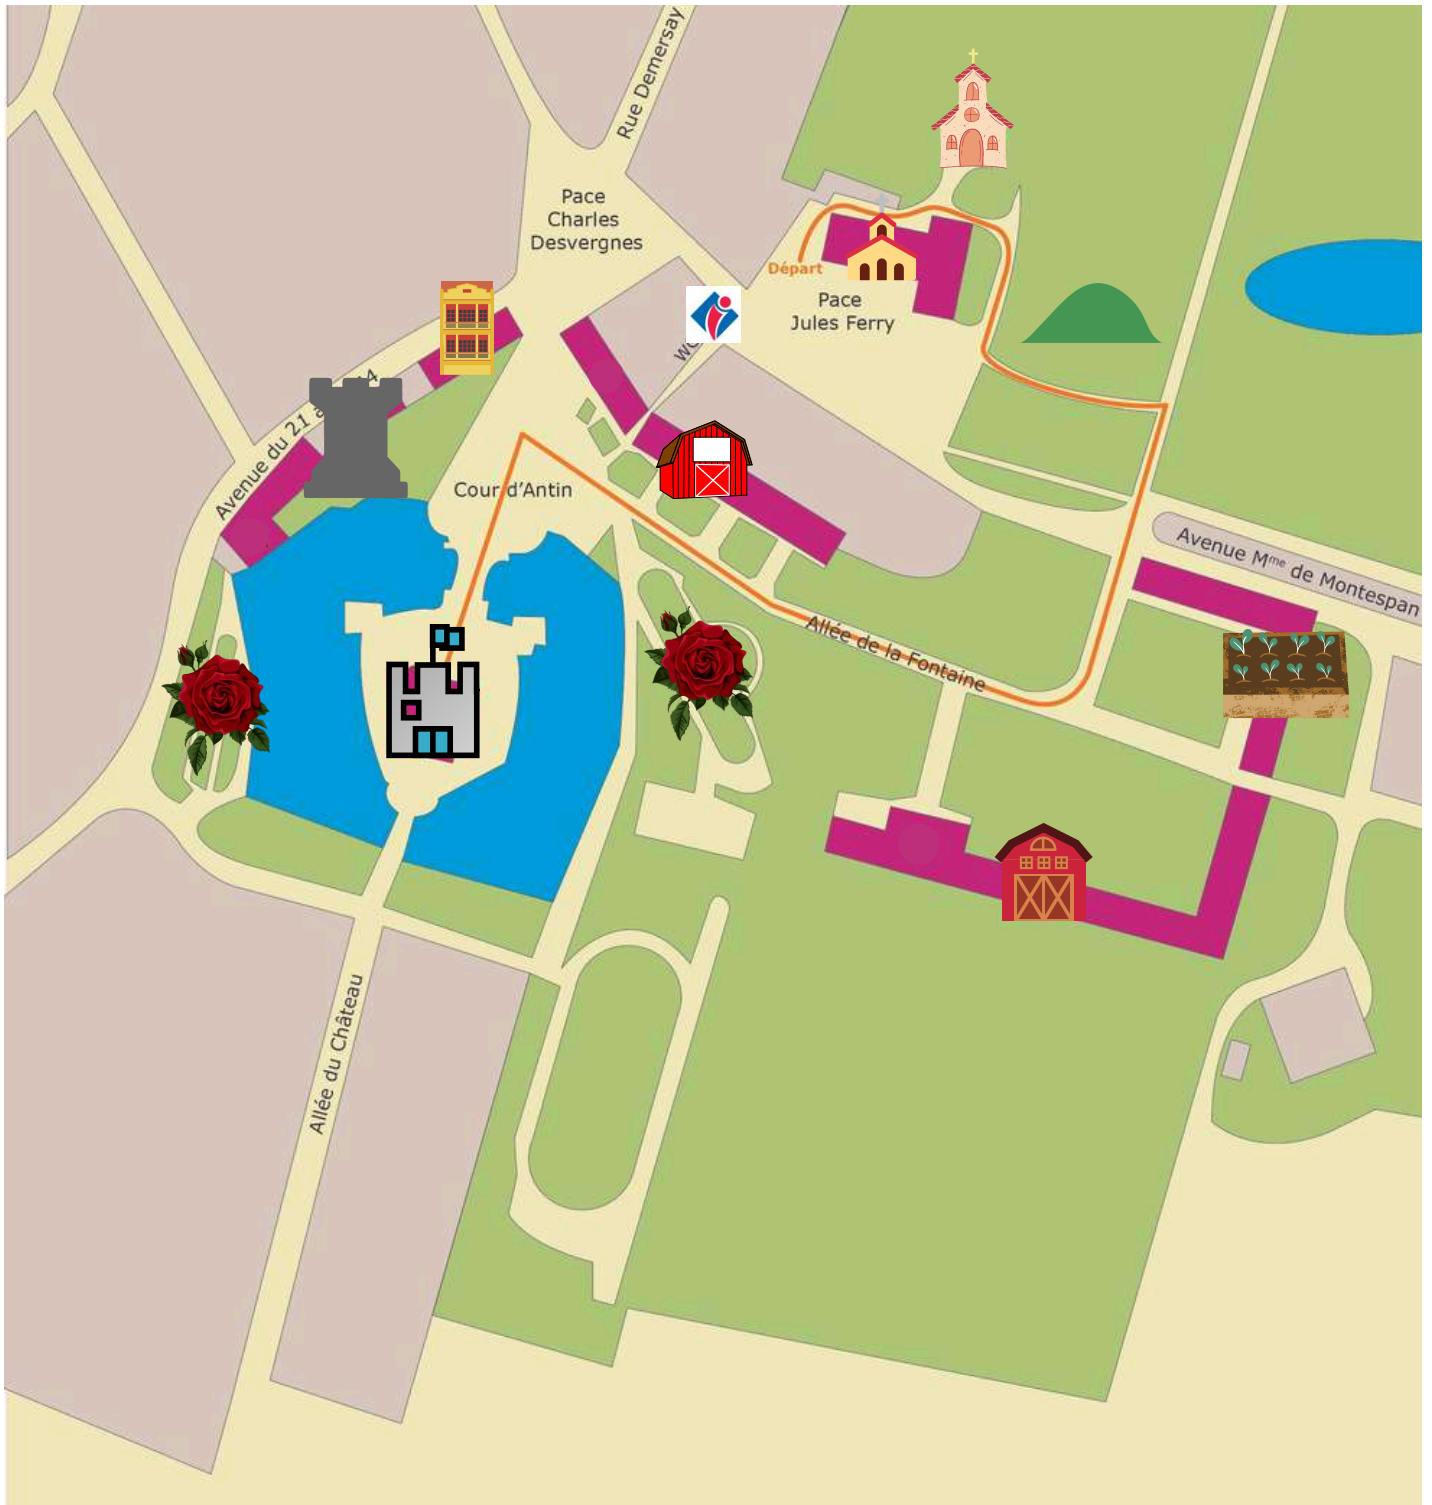 Rue Demersay
Pace
Charles
Desvergnes
Départ
Pace
Jules Ferry
Avenue du 21 a
4
Cour d'Antin
Avenue Mme de Montespan
Allée de la Fontaine
Allée du Château